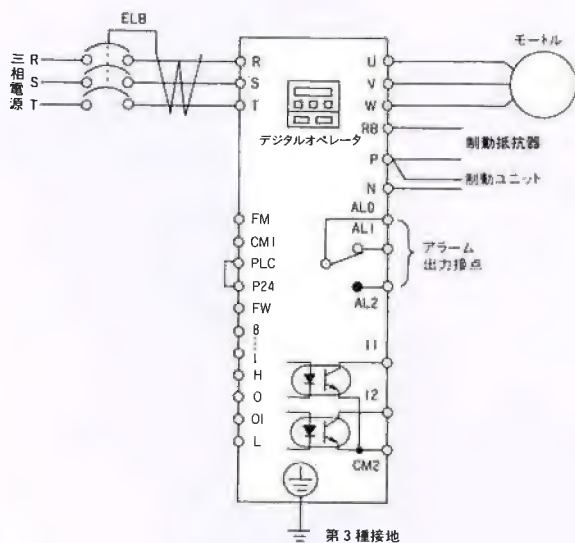 ELB
三相電源
R
S
T
R
S
T
デジタルオペレータ
U
V
W
RB
P
N
モートル
制動抵抗器
制動ユニット
AL0
AL1
AL2
アラーム
出力接点
FM
CM1
PLC
P24
FW
8
1
H
O
OI
L
11
12
CM2
第3種接地